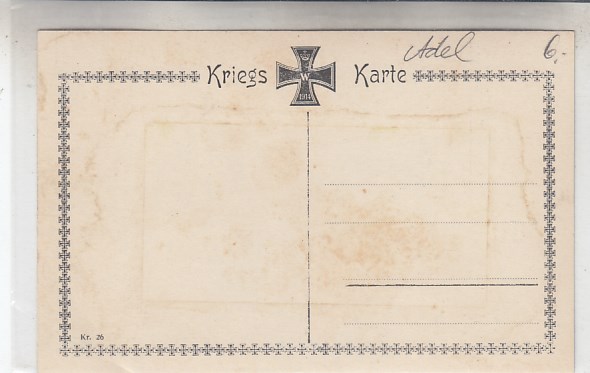 Adel 6,-
Kriegs Karte
W
1914
Kr. 26